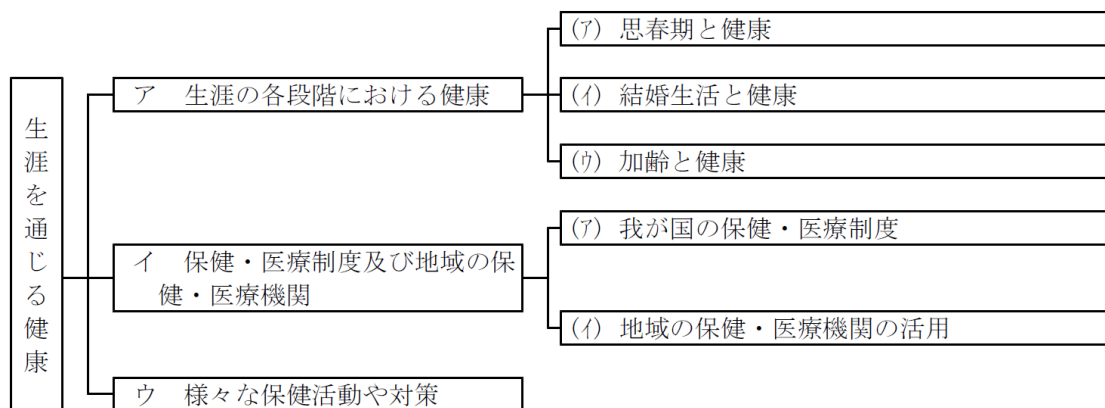 生涯を通じる健康
ア 生涯の各段階における健康
(ｱ) 思春期と健康
(ｲ) 結婚生活と健康
(ｳ) 加齢と健康
イ 保健・医療制度及び地域の保
健・医療機関
(ｱ) 我が国の保健・医療制度
(ｲ) 地域の保健・医療機関の活用
ウ 様々な保健活動や対策